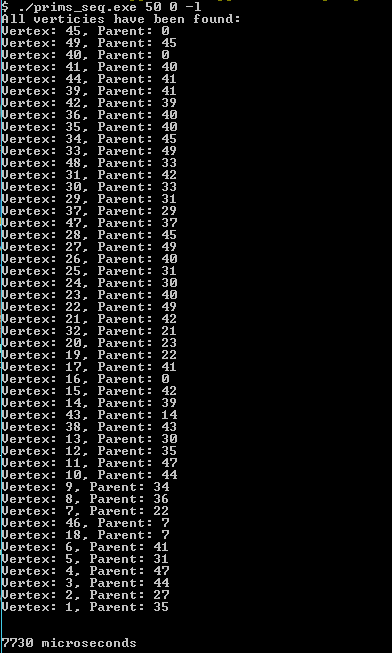 $ ./prims_seq.exe 50 0 -l
All verticies have been found:
Vertex: 45, Parent: 0
Vertex: 49, Parent: 45
Vertex: 40, Parent: 0
Vertex: 41, Parent: 40
Vertex: 44, Parent: 41
Vertex: 39, Parent: 41
Vertex: 42, Parent: 39
Vertex: 36, Parent: 40
Vertex: 35, Parent: 40
Vertex: 34, Parent: 45
Vertex: 33, Parent: 49
Vertex: 48, Parent: 33
Vertex: 31, Parent: 42
Vertex: 30, Parent: 33
Vertex: 29, Parent: 31
Vertex: 37, Parent: 29
Vertex: 47, Parent: 37
Vertex: 28, Parent: 45
Vertex: 27, Parent: 49
Vertex: 26, Parent: 40
Vertex: 25, Parent: 31
Vertex: 24, Parent: 30
Vertex: 23, Parent: 40
Vertex: 22, Parent: 49
Vertex: 21, Parent: 42
Vertex: 32, Parent: 21
Vertex: 20, Parent: 23
Vertex: 19, Parent: 22
Vertex: 17, Parent: 41
Vertex: 16, Parent: 0
Vertex: 15, Parent: 42
Vertex: 14, Parent: 39
Vertex: 43, Parent: 14
Vertex: 38, Parent: 43
Vertex: 13, Parent: 30
Vertex: 12, Parent: 35
Vertex: 11, Parent: 47
Vertex: 10, Parent: 44
Vertex: 9, Parent: 34
Vertex: 8, Parent: 36
Vertex: 7, Parent: 22
Vertex: 46, Parent: 7
Vertex: 18, Parent: 7
Vertex: 6, Parent: 41
Vertex: 5, Parent: 31
Vertex: 4, Parent: 47
Vertex: 3, Parent: 44
Vertex: 2, Parent: 27
Vertex: 1, Parent: 35
7730 microseconds